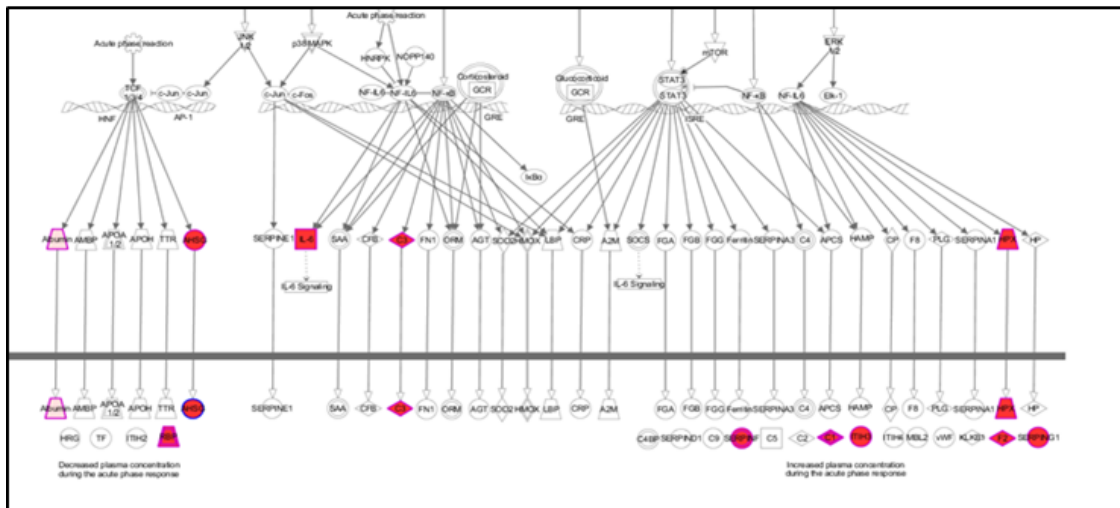 Acute phase reaction
JNK
1/2
p38MAPK
Acute phase reaction
HNRPK
NOPP140
Corticosteroid
GCR
Glucocorticoid
GCR
STAT3
STAT3
mTOR
ERK
1/2
TCF
1/3/4
c-Jun
c-Jun
c-Jun
c-Fos
NF-IL6
NF-IL6
NF-κB
NF-κB
NF-IL6
Elk-1
HNF
AP-1
GRE
GRE
ISRE
IκBα
Albumin
AMBP
APOA
1/2
APOH
TTR
AHSG
SERPINE1
IL-6
SAA
CFB
C3
FN1
ORM
AGT
SOD2
HMOX
LBP
CRP
A2M
SOCS
FGA
FGB
FGG
Ferritin
SERPINA3
C4
APCS
HAMP
CP
F8
PLG
SERPINA1
HPX
HP
IL-6 Signaling
IL-6 Signaling
Albumin
AMBP
APOA
1/2
APOH
TTR
AHSG
SERPINE1
SAA
CFB
C3
FN1
ORM
AGT
SOD2
HMOX
LBP
CRP
A2M
FGA
FGB
FGG
Ferritin
SERPINA3
C4
APCS
HAMP
CP
F8
PLG
SERPINA1
HPX
HP
HRG
TF
ITIH2
RBP
C4BP
SERPIND1
C9
SERPINF
C5
C2
C1
ITIH3
ITIH4
MBL2
vWF
KLKB1
F2
SERPING1
Decreased plasma concentration
during the acute phase response
Increased plasma concentration
during the acute phase response